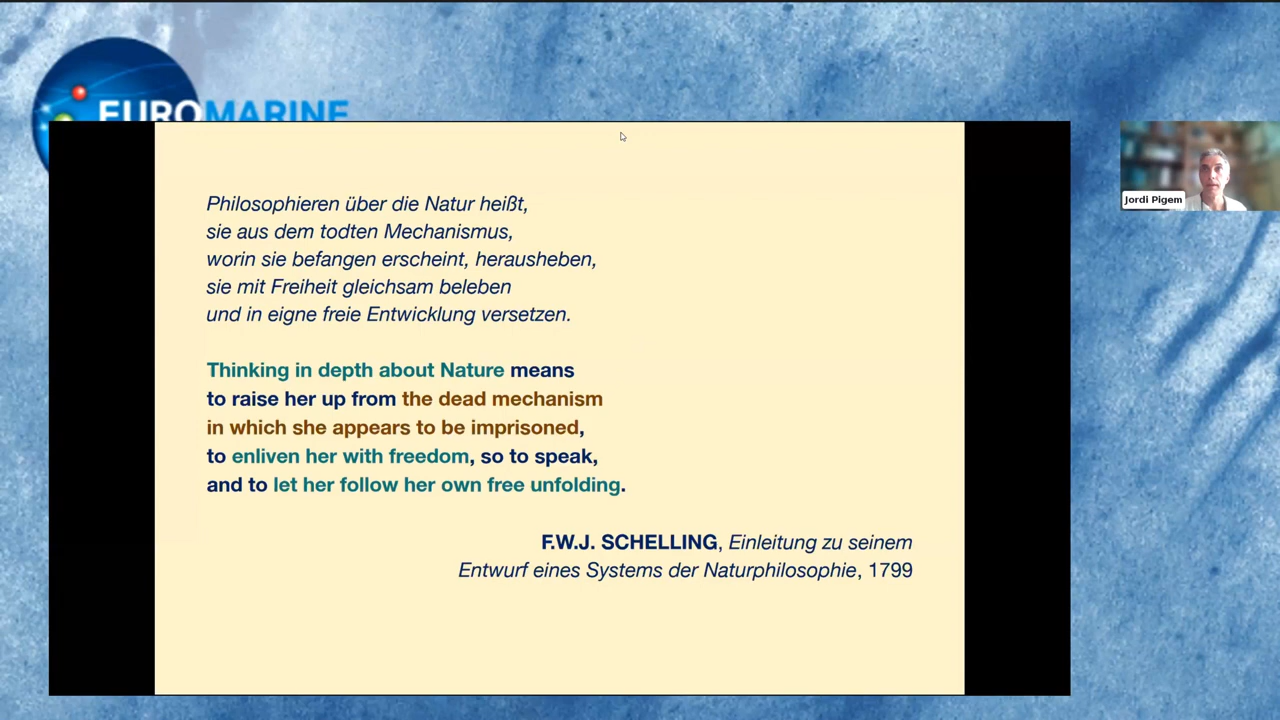 EUROMARINE
Philosophieren über die Natur heißt,
sie aus dem todten Mechanismus,
worin sie befangen erscheint, herausheben,
sie mit Freiheit gleichsam beleben
und in eigne freie Entwicklung versetzen.
Thinking in depth about Nature means
to raise her up from the dead mechanism
in which she appears to be imprisoned,
to enliven her with freedom, so to speak,
and to let her follow her own free unfolding.
F.W.J. SCHELLING, Einleitung zu seinem
Entwurf eines Systems der Naturphilosophie, 1799
Jordi Pigem